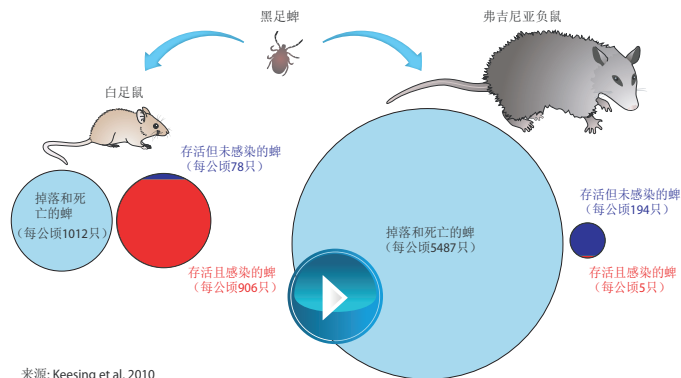 黑足蜱
弗吉尼亚负鼠
白足鼠
存活但未感染的蜱
（每公顷78只）
掉落和死
亡的蜱
（每公顷1012只）
存活且感染的蜱
（每公顷906只）
掉落和死亡的蜱
（每公顷5487只）
存活但未感染的蜱
（每公顷194只）
存活且感染的蜱
（每公顷5只）
来源: Keesing et al. 2010